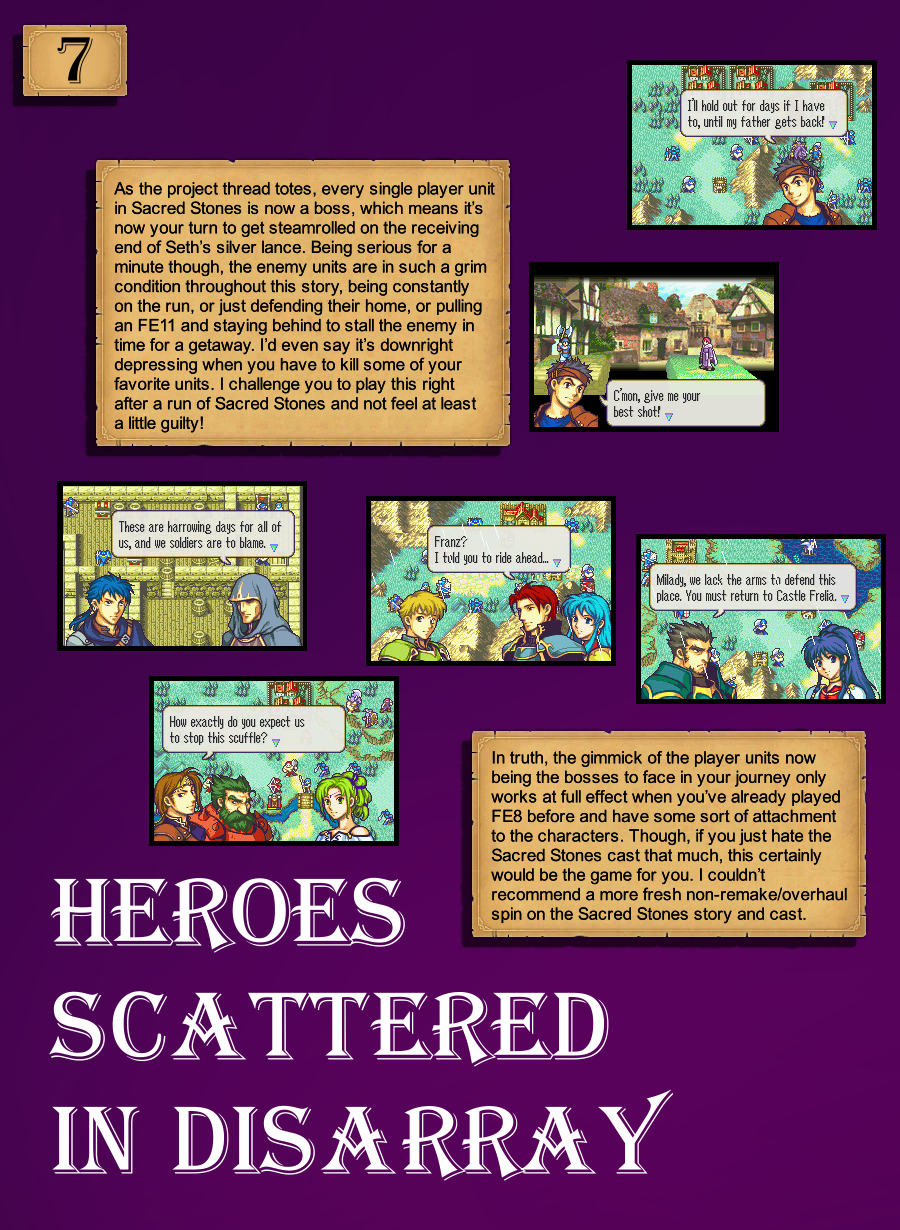 7
I'll hold out for days if I have
to, until my father gets back!
As the project thread totes, every single player unit
in Sacred Stones is now a boss, which means it's
now your turn to get steamrolled on the receiving
end of Seth's silver lance. Being serious for a
minute though, the enemy units are in such a grim
condition throughout this story, being constantly
on the run, or just defending their home, or pulling
an FE11 and staying behind to stall the enemy in
time for a getaway. I'd even say it's downright
depressing when you have to kill some of your
favorite units. I challenge you to play this right
after a run of Sacred Stones and not feel at least
a little guilty!
C'mon, give me your
best shot!
These are harrowing days for all of
us, and we soldiers are to blame.
Franz?
I told you to ride ahead...
Milady, we lack the arms to defend this
place. You must return to Castle Frelia.
How exactly do you expect us
to stop this scuffle?
In truth, the gimmick of the player units now
being the bosses to face in your journey only
works at full effect when you've already played
FE8 before and have some sort of attachment
to the characters. Though, if you just hate the
Sacred Stones cast that much, this certainly
would be the game for you. I couldn't
recommend a more fresh non-remake/overhaul
spin on the Sacred Stones story and cast.
HEROES
SCATTERED
IN DISARRAY